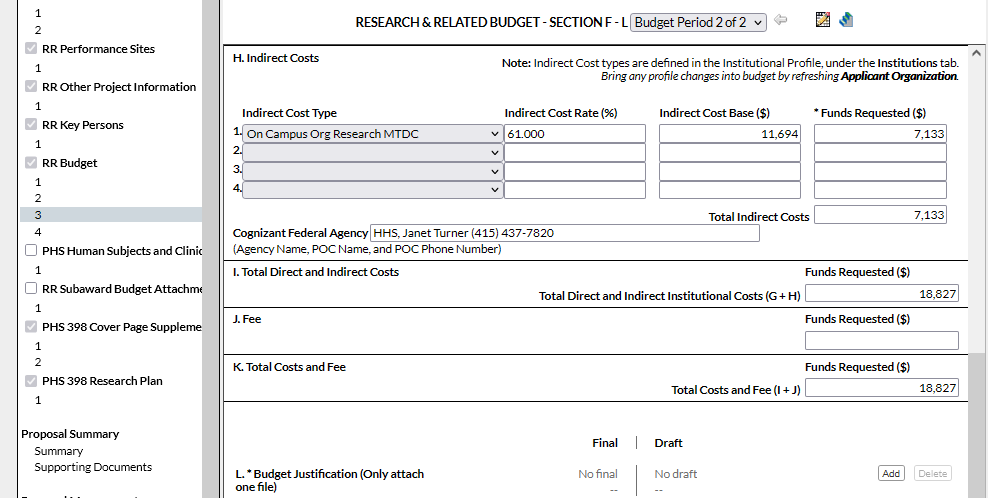 1
2
RR Performance Sites
1
RR Other Project Information
1
RR Key Persons
1
RR Budget
1
2
3
4
PHS Human Subjects and Clinic
1
RR Subaward Budget Attachme
1
PHS 398 Cover Page Suppleme
1
2
PHS 398 Research Plan
1
Proposal Summary
Summary
Supporting Documents
RESEARCH & RELATED BUDGET - SECTION F - L Budget Period 2 of 2
H. Indirect Costs
Note: Indirect Cost types are defined in the Institutional Profile, under the Institutions tab.
Bring any profile changes into budget by refreshing Applicant Organization.
Indirect Cost Type Indirect Cost Rate (%) Indirect Cost Base ($) * Funds Requested ($)
1. On Campus Org Research MTDC 61.000 11,694 7,133
2.
3.
4.
Total Indirect Costs 7,133
Cognizant Federal Agency HHS, Janet Turner (415) 437-7820
(Agency Name, POC Name, and POC Phone Number)
I. Total Direct and Indirect Costs Funds Requested ($)
Total Direct and Indirect Institutional Costs (G + H) 18,827
J. Fee Funds Requested ($)
K. Total Costs and Fee Funds Requested ($)
Total Costs and Fee (I + J) 18,827
Final | Draft
L. * Budget Justification (Only attach one file) No final No draft Add Delete
-- --